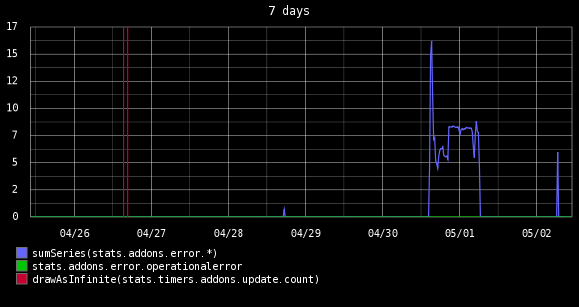 7 days
17
15
12
10
7
5
2
0
04/26 04/27 04/28 04/29 04/30 05/01 05/02
sumSeries(stats.addons.error.*)
stats.addons.error.operationalerror
drawAsInfinite(stats.timers.addons.update.count)